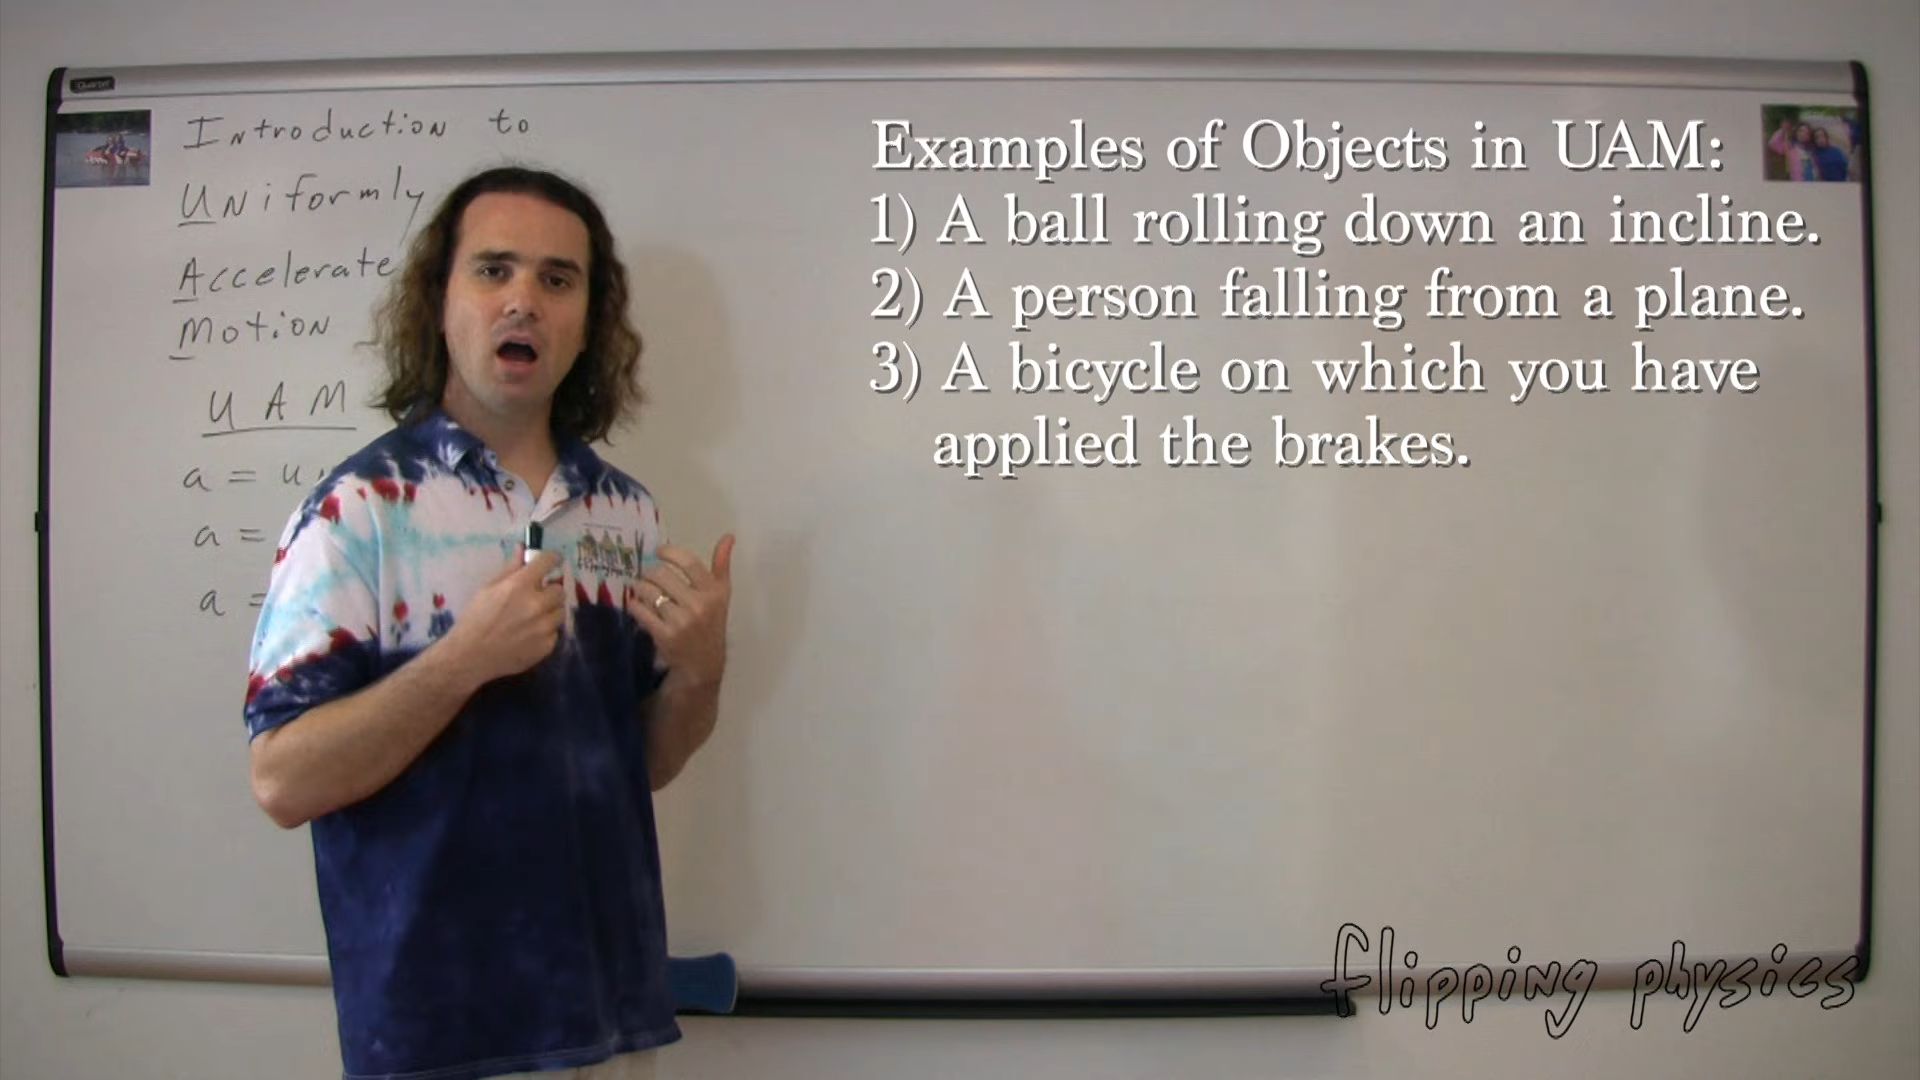 Quartet
Introduction to
Uniformly
Accelerate
Motion
UAM
a = u
a =
a =
Examples of Objects in UAM:
1) A ball rolling down an incline.
2) A person falling from a plane.
3) A bicycle on which you have
applied the brakes.
flipping physics